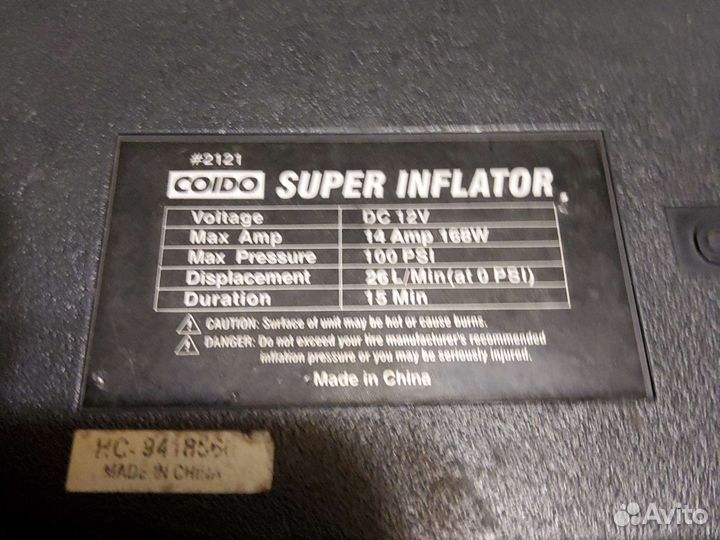 #2121
COIDO SUPER INFLATOR
Voltage DC 12V
Max Amp 14 Amp 168W
Max Pressure 100 PSI
Displacement 26 L/Min(at 0 PSI)
Duration 15 Min
CAUTION: Surface of unit may be hot or cause burns.
DANGER: Do not exceed your tire manufacturer's recommended
inflation pressure or you may be seriously injured.
Made in China
MADE IN CHINA
Avito